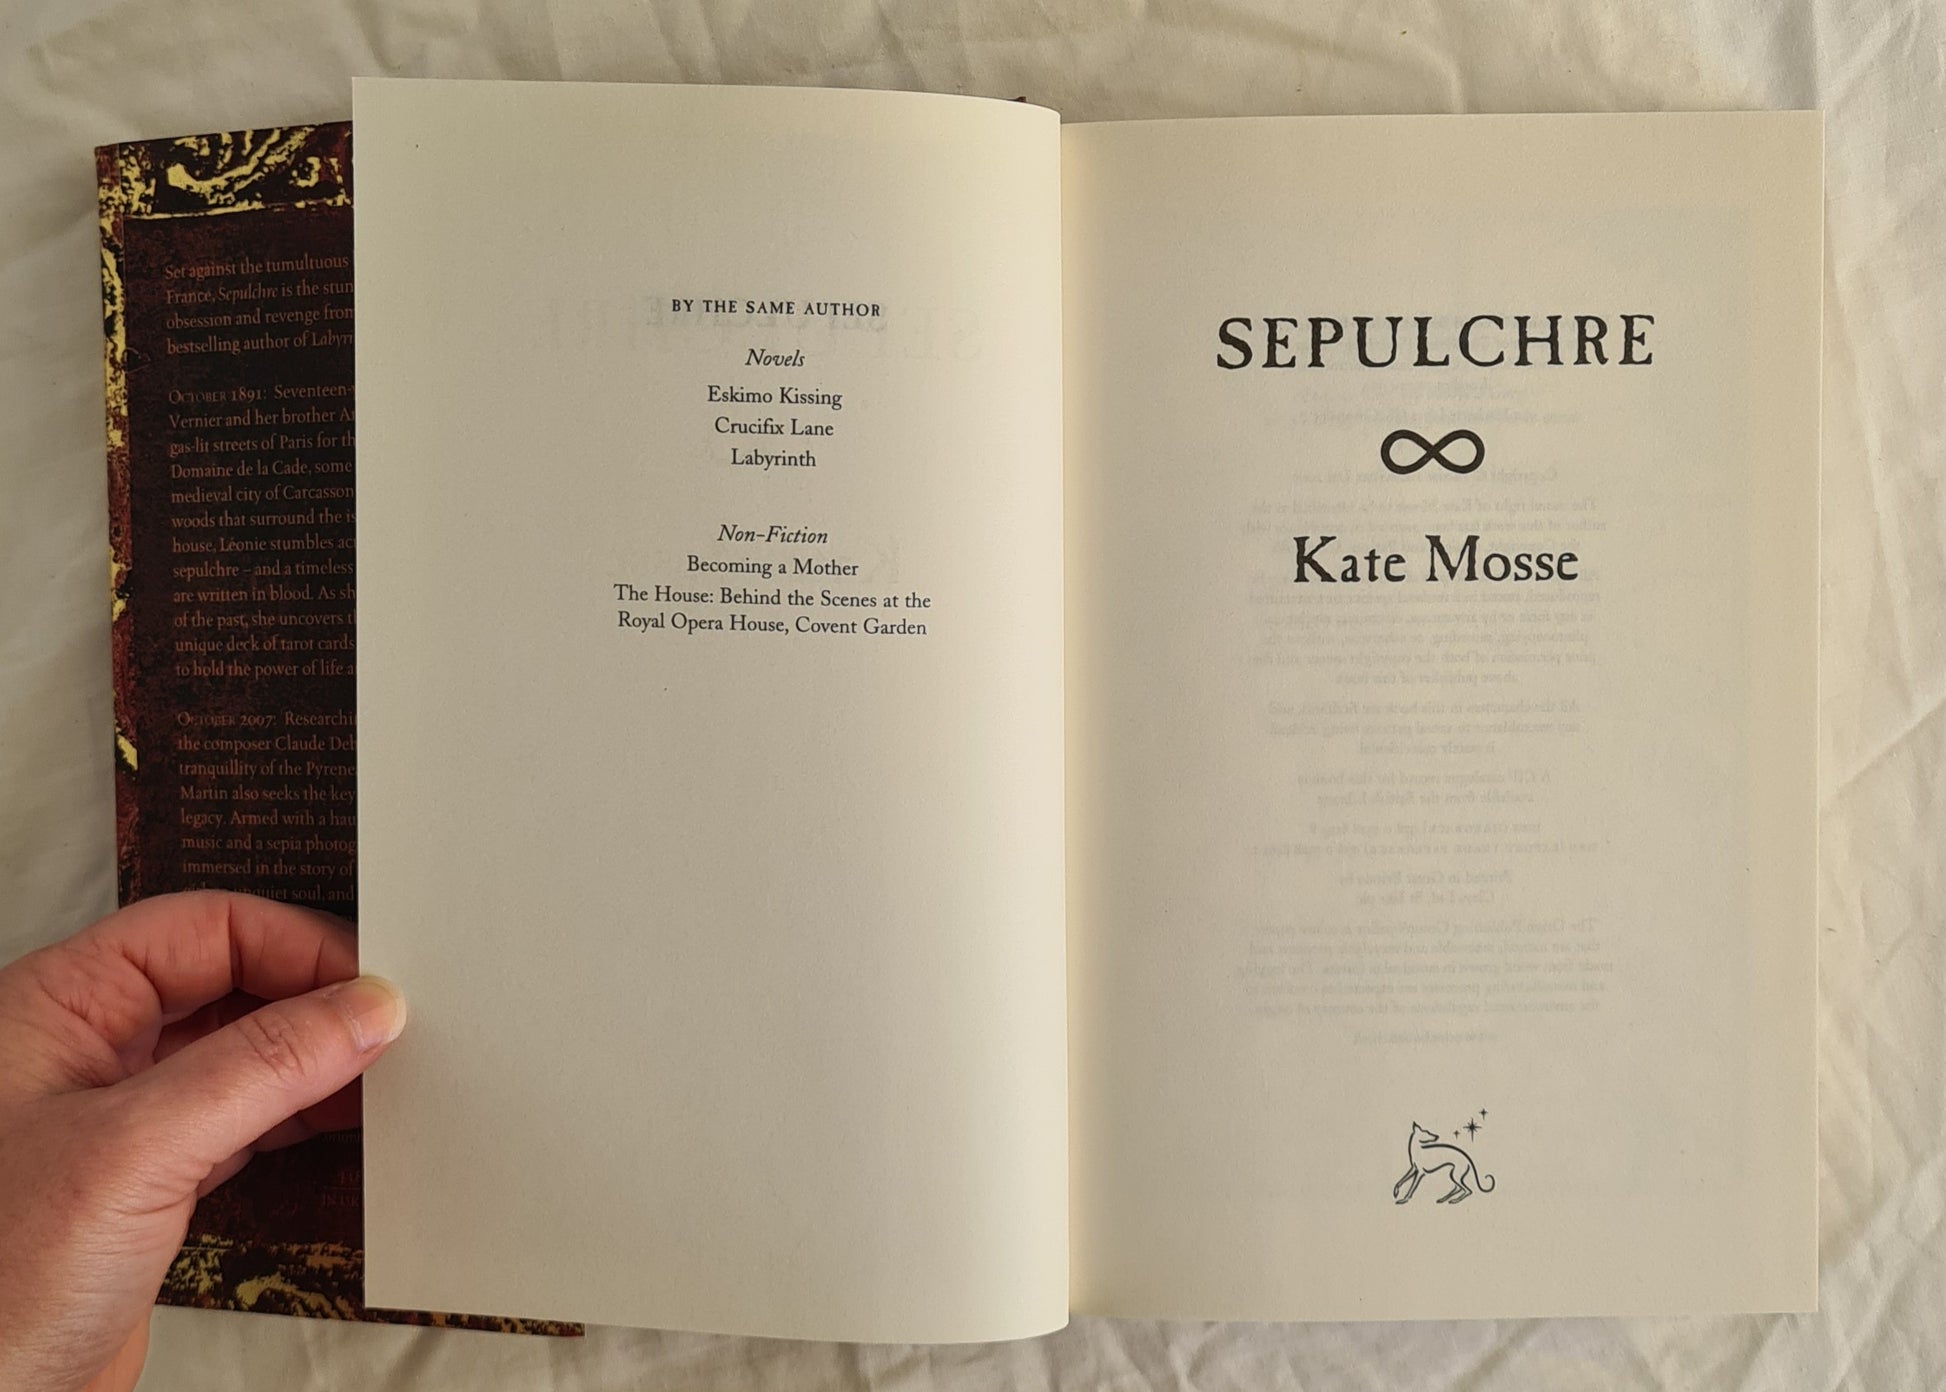 Set against the tumultuous
France, Sepulchre is the stun
obsession and revenge from
bestselling author of Labyr
OCTOBER 1891: Seventeen-
Vernier and her brother A
gas-lit streets of Paris for th
Domaine de la Cade, some
medieval city of Carcasson
woods that surround the is
house, Léonie stumbles ac
sepulchre – and a timeless
are written in blood. As sh
of the past, she uncovers t
unique deck of tarot cards
to hold the power of life a
OCTOBER 2007: Researchi
the composer Claude Deb
tranquillity of the Pyrene
Martin also seeks the key
legacy. Armed with a hau
music and a sepia photog
immersed in the story of
quiet soul, and
BY THE SAME AUTHOR
Novels
Eskimo Kissing
Crucifix Lane
Labyrinth
Non-Fiction
Becoming a Mother
The House: Behind the Scenes at the
Royal Opera House, Covent Garden
SEPULCHRE
Kate Mosse